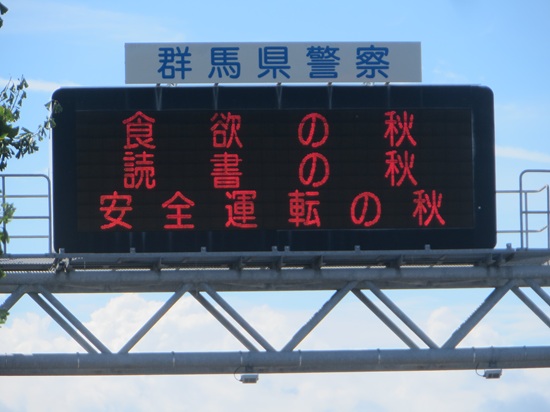 群馬県警察
食欲の秋
読書の秋
安全運転の秋